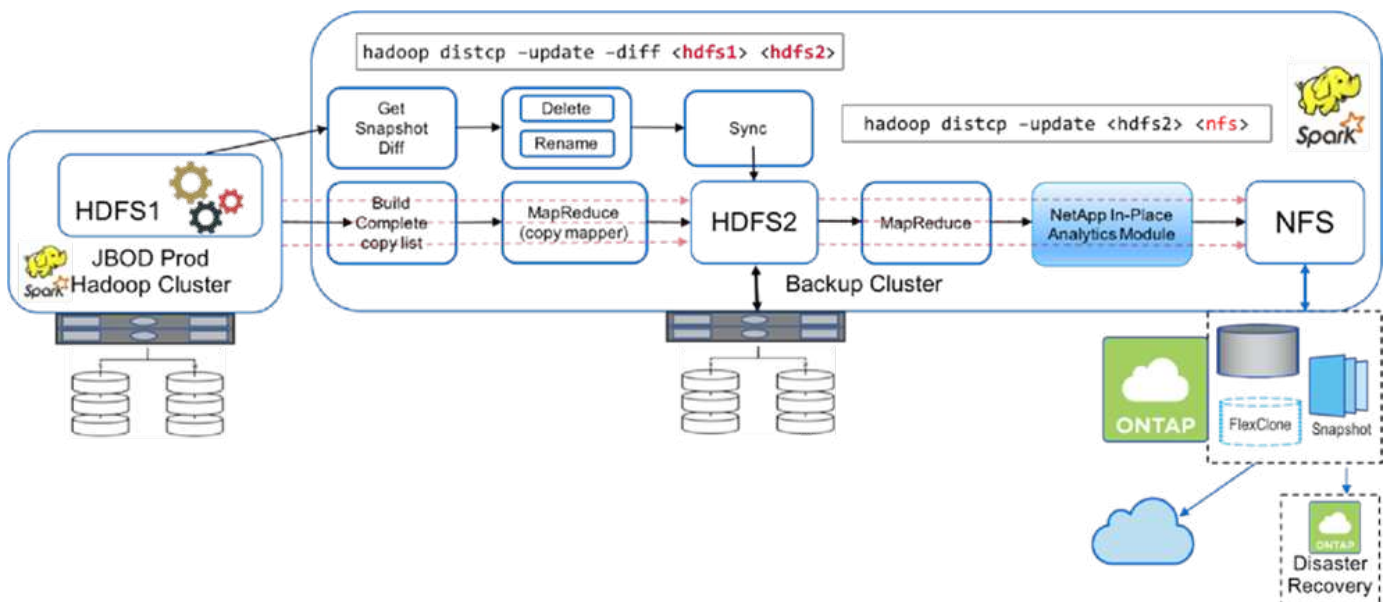 hadoop distcp –update –diff <hdfs1> <hdfs2>
Get
Snapshot
Diff
Delete
Rename
Sync
hadoop distcp –update <hdfs2> <nfs>
Spark
HDFS1
JBOD Prod
Hadoop Cluster
Spark
Build
Complete
copy list
MapReduce
(copy mapper)
HDFS2
MapReduce
NetApp In-Place
Analytics Module
NFS
Backup Cluster
ONTAP
FlexClone
Snapshot
ONTAP
Disaster
Recovery